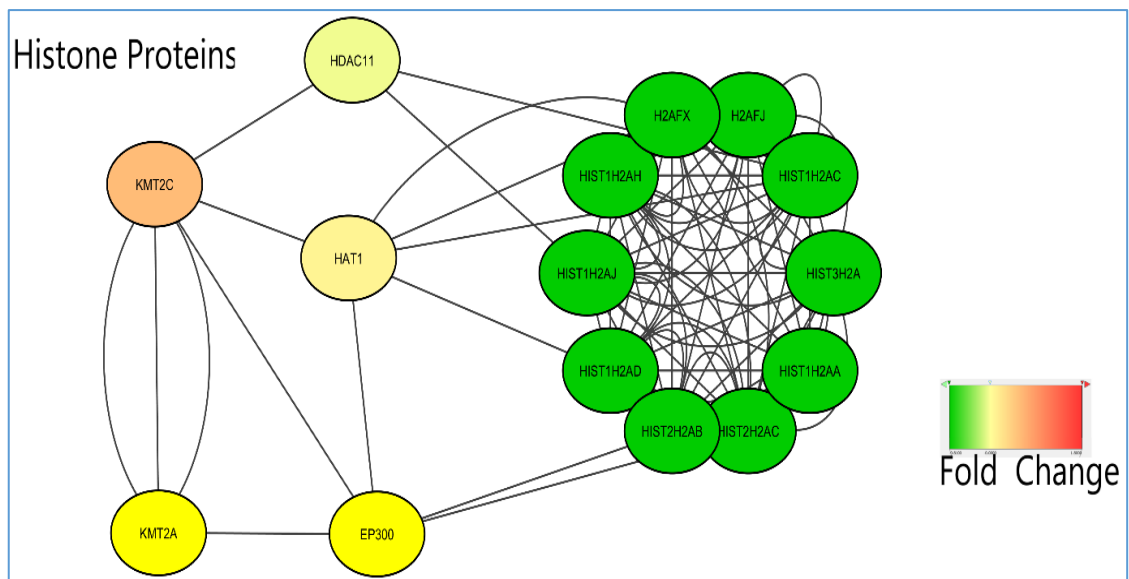 Histone Proteins
HDAC11
H2AFX
H2AFJ
HIST1H2AH
HIST1H2AC
KMT2C
HAT1
HIST1H2AJ
HIST3H2A
HIST1H2AD
HIST1H2AA
HIST2H2AB
HIST2H2AC
KMT2A
EP300
Fold Change